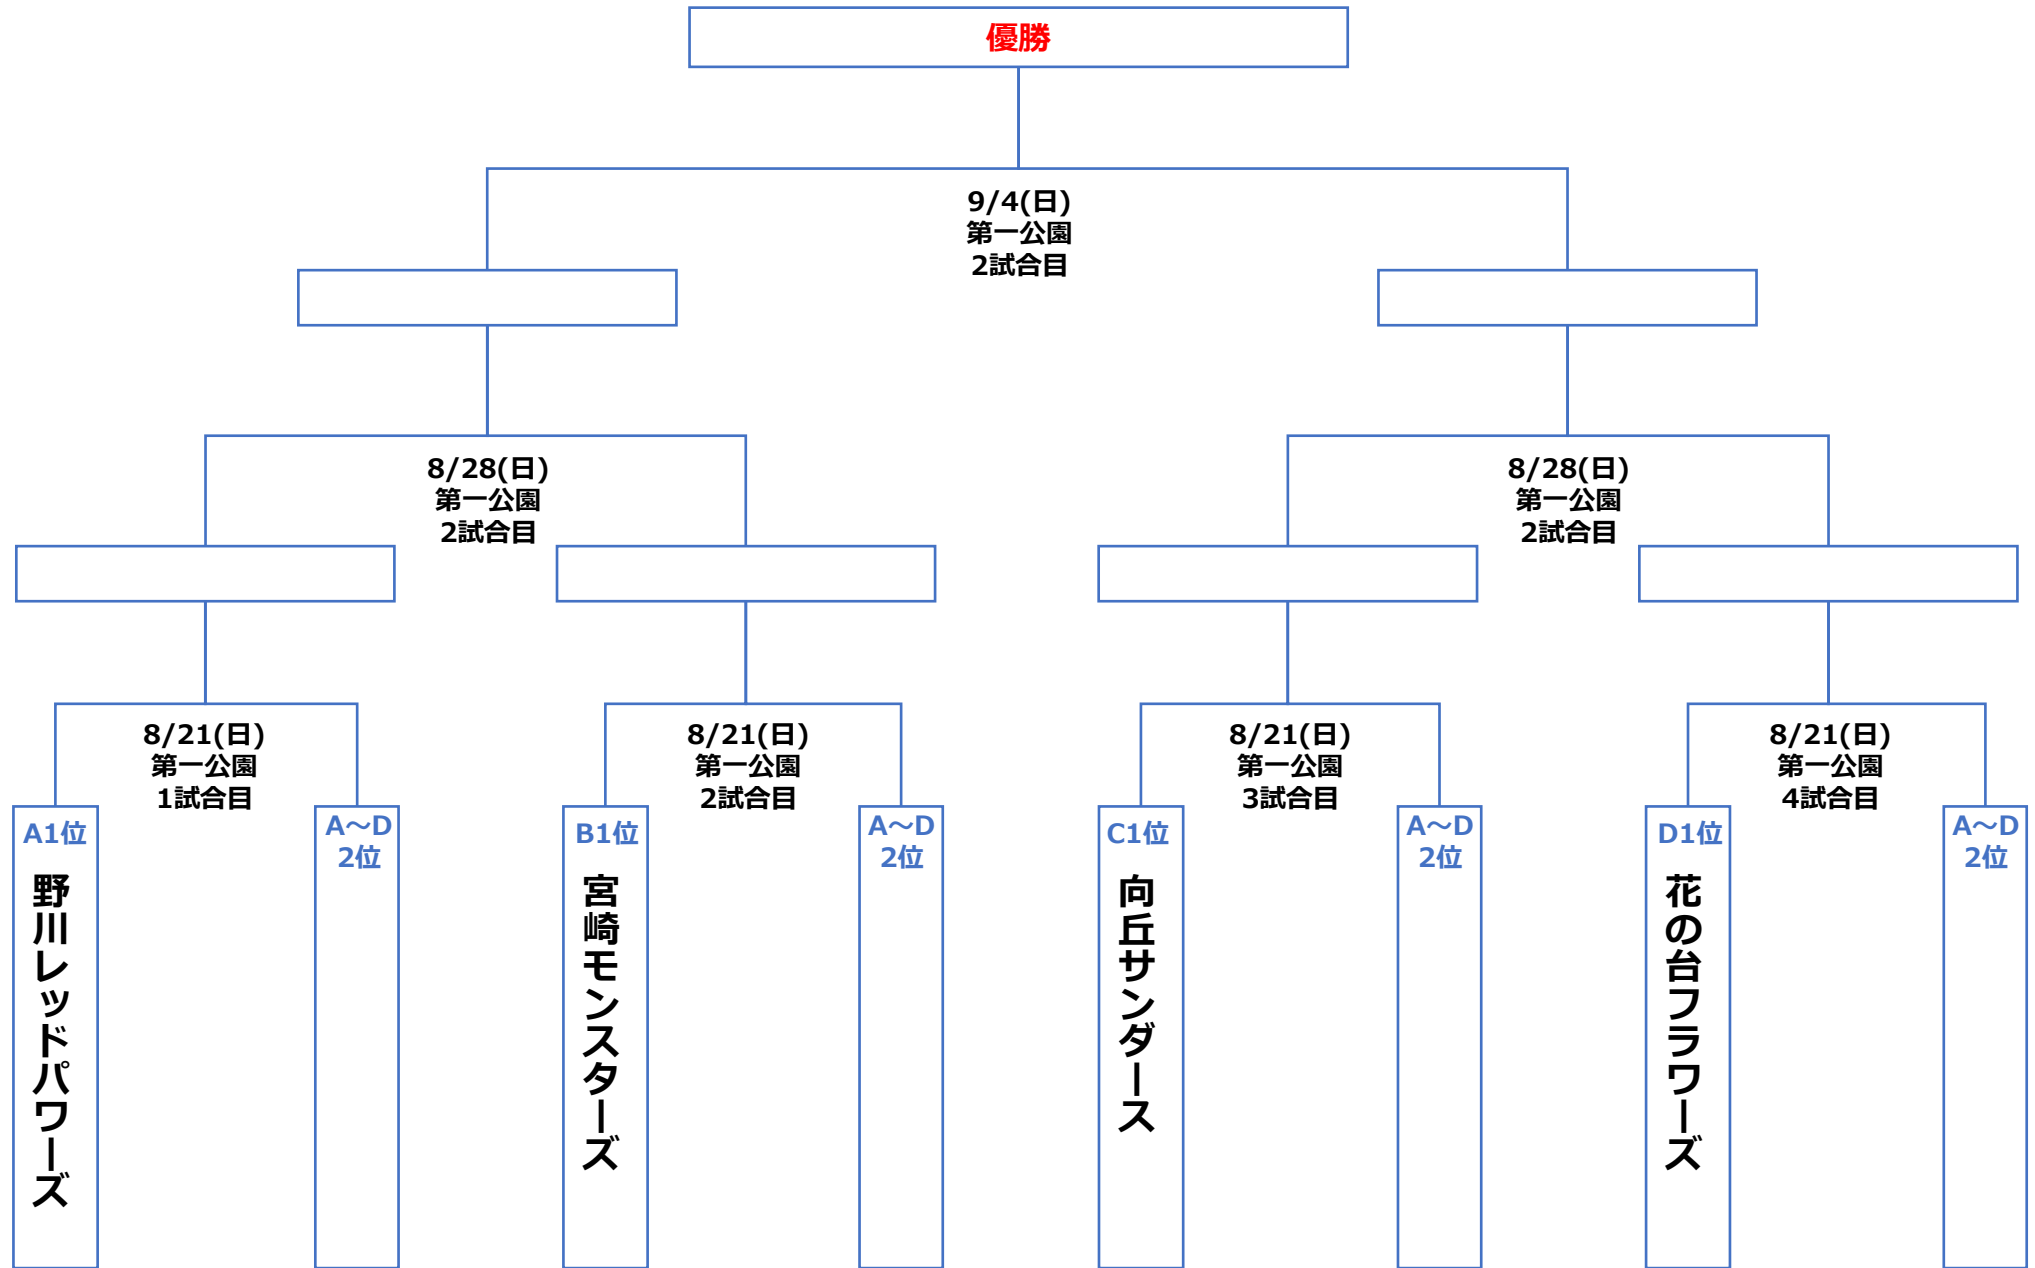 優勝
9/4(日)
第一公園
2試合目
8/28(日)
第一公園
2試合目
8/28(日)
第一公園
2試合目
8/21(日)
第一公園
1試合目
8/21(日)
第一公園
2試合目
8/21(日)
第一公園
3試合目
8/21(日)
第一公園
4試合目
A1位
野川レッドパワーズ
A～D
2位
B1位
宮崎モンスターズ
A～D
2位
C1位
向丘サンダース
A～D
2位
D1位
花の台フラワーズ
A～D
2位